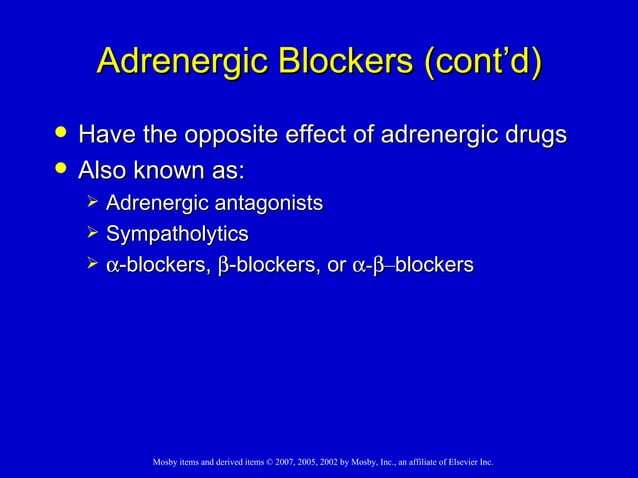 Adrenergic Blockers (cont’d)
Have the opposite effect of adrenergic drugs
Also known as:
Adrenergic antagonists
Sympatholytics
α-blockers, β-blockers, or α-β–blockers
Mosby items and derived items © 2007, 2005, 2002 by Mosby, Inc., an affiliate of Elsevier Inc.